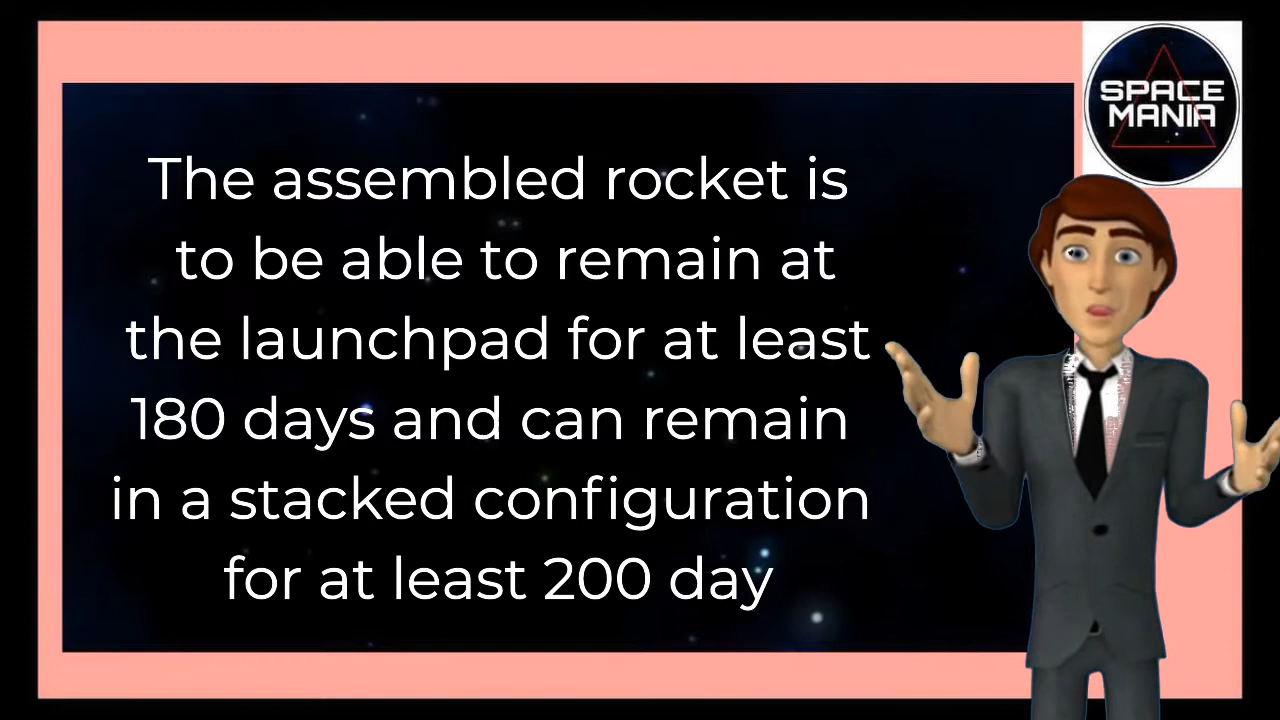 SPACE
MANIA
The assembled rocket is
to be able to remain at
the launchpad for at least
180 days and can remain
in a stacked configuration
for at least 200 day